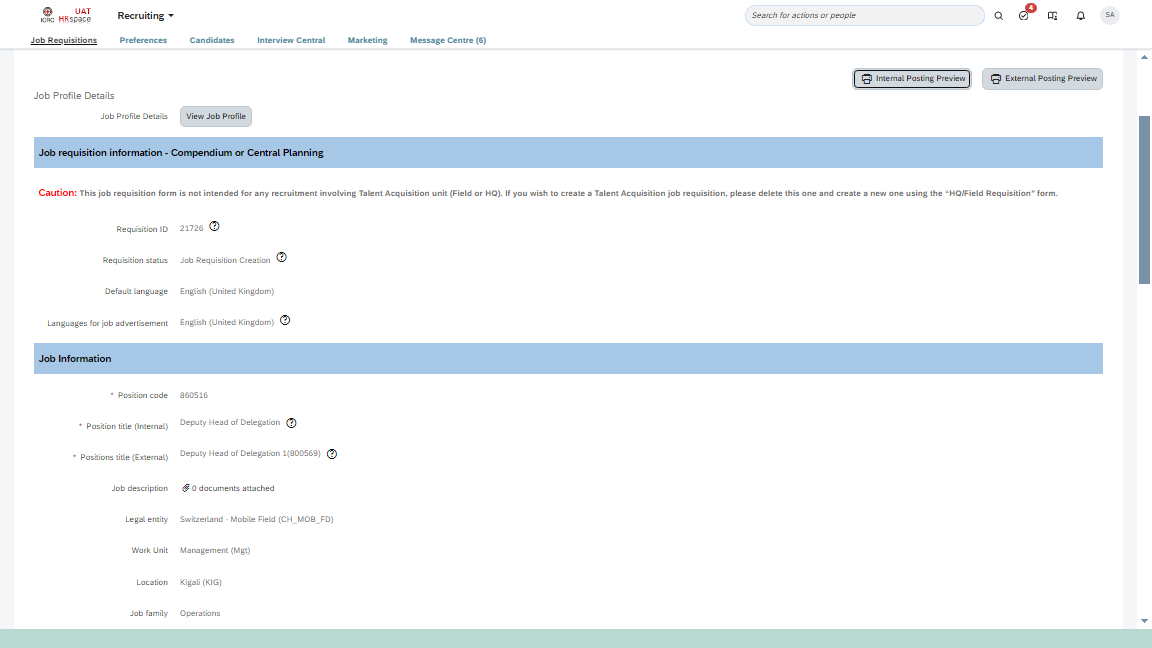 ICRC UAT HRspace Recruiting Search for actions or people 4 SA
Job Requisitions Preferences Candidates Interview Central Marketing Message Centre (6)
Internal Posting Preview External Posting Preview
Job Profile Details
Job Profile Details View Job Profile
Job requisition information - Compendium or Central Planning
Caution: This job requisition form is not intended for any recruitment involving Talent Acquisition unit (Field or HQ). If you wish to create a Talent Acquisition job requisition, please delete this one and create a new one using the “HQ/Field Requisition” form.
Requisition ID 21726 ?
Requisition status Job Requisition Creation ?
Default language English (United Kingdom)
Languages for job advertisement English (United Kingdom) ?
Job Information
* Position code 860516
* Position title (Internal) Deputy Head of Delegation ?
* Positions title (External) Deputy Head of Delegation 1(800569) ?
Job description 0 documents attached
Legal entity Switzerland - Mobile Field (CH_MOB_FD)
Work Unit Management (Mgt)
Location Kigali (KIG)
Job family Operations